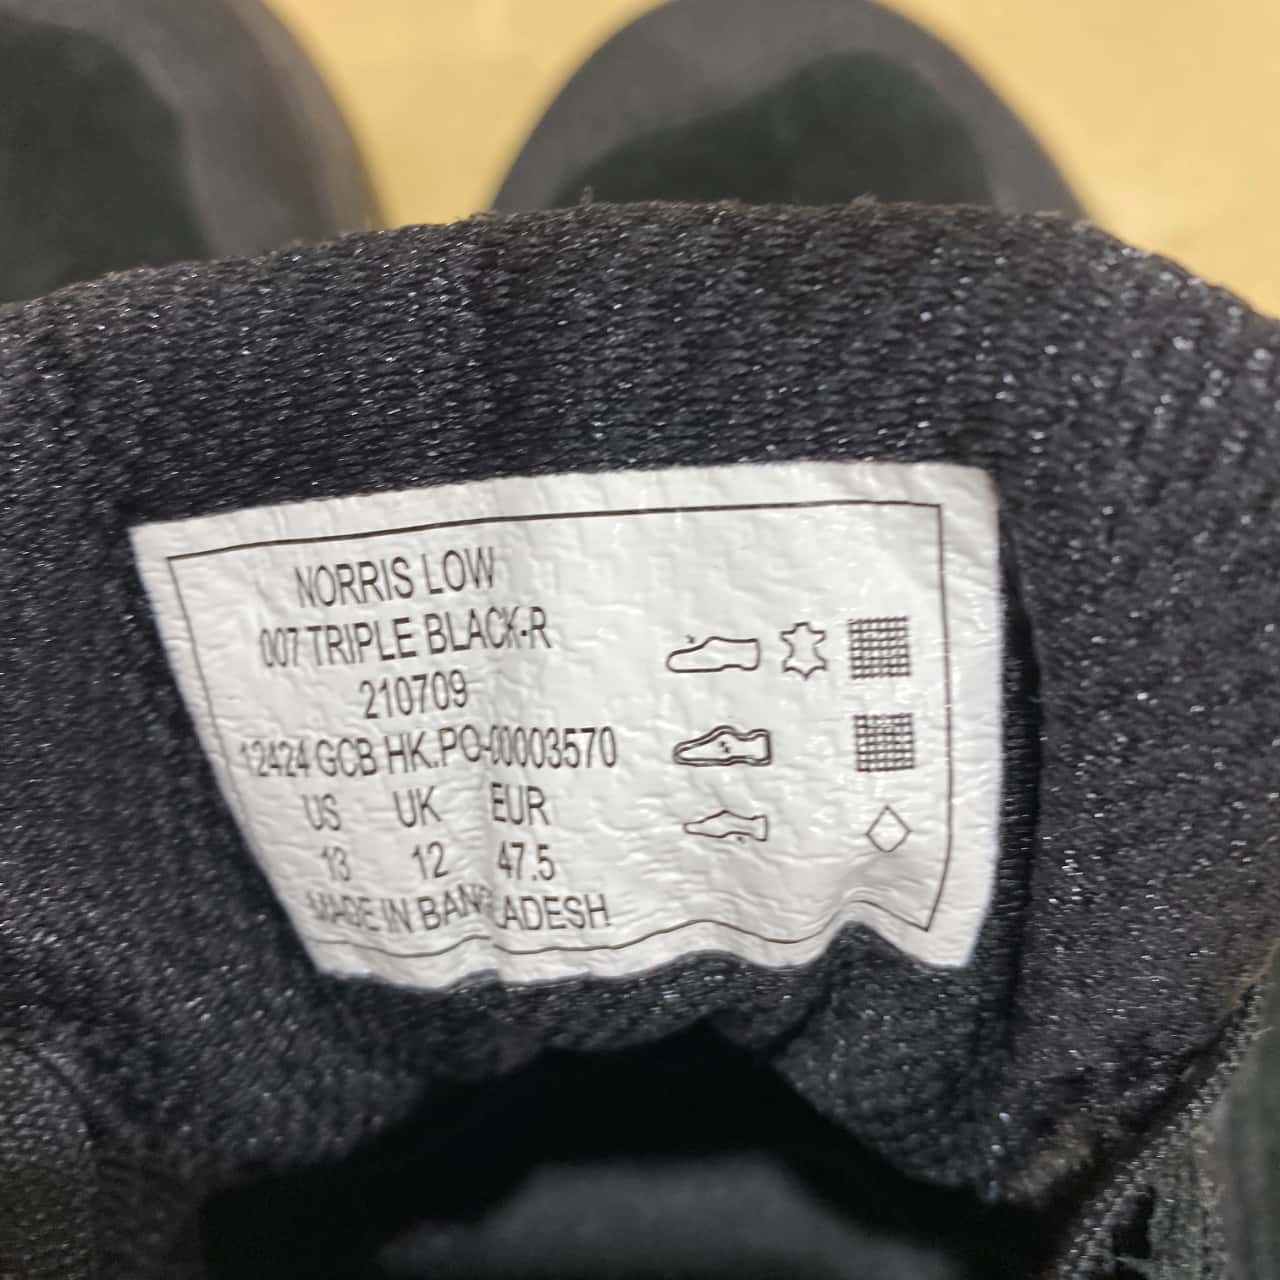 NORRIS LOW
007 TRIPLE BLACK-R
210709
12424 GCB HK.PO-00003570
US UK EUR
13 12 47.5
MADE IN BANGLADESH